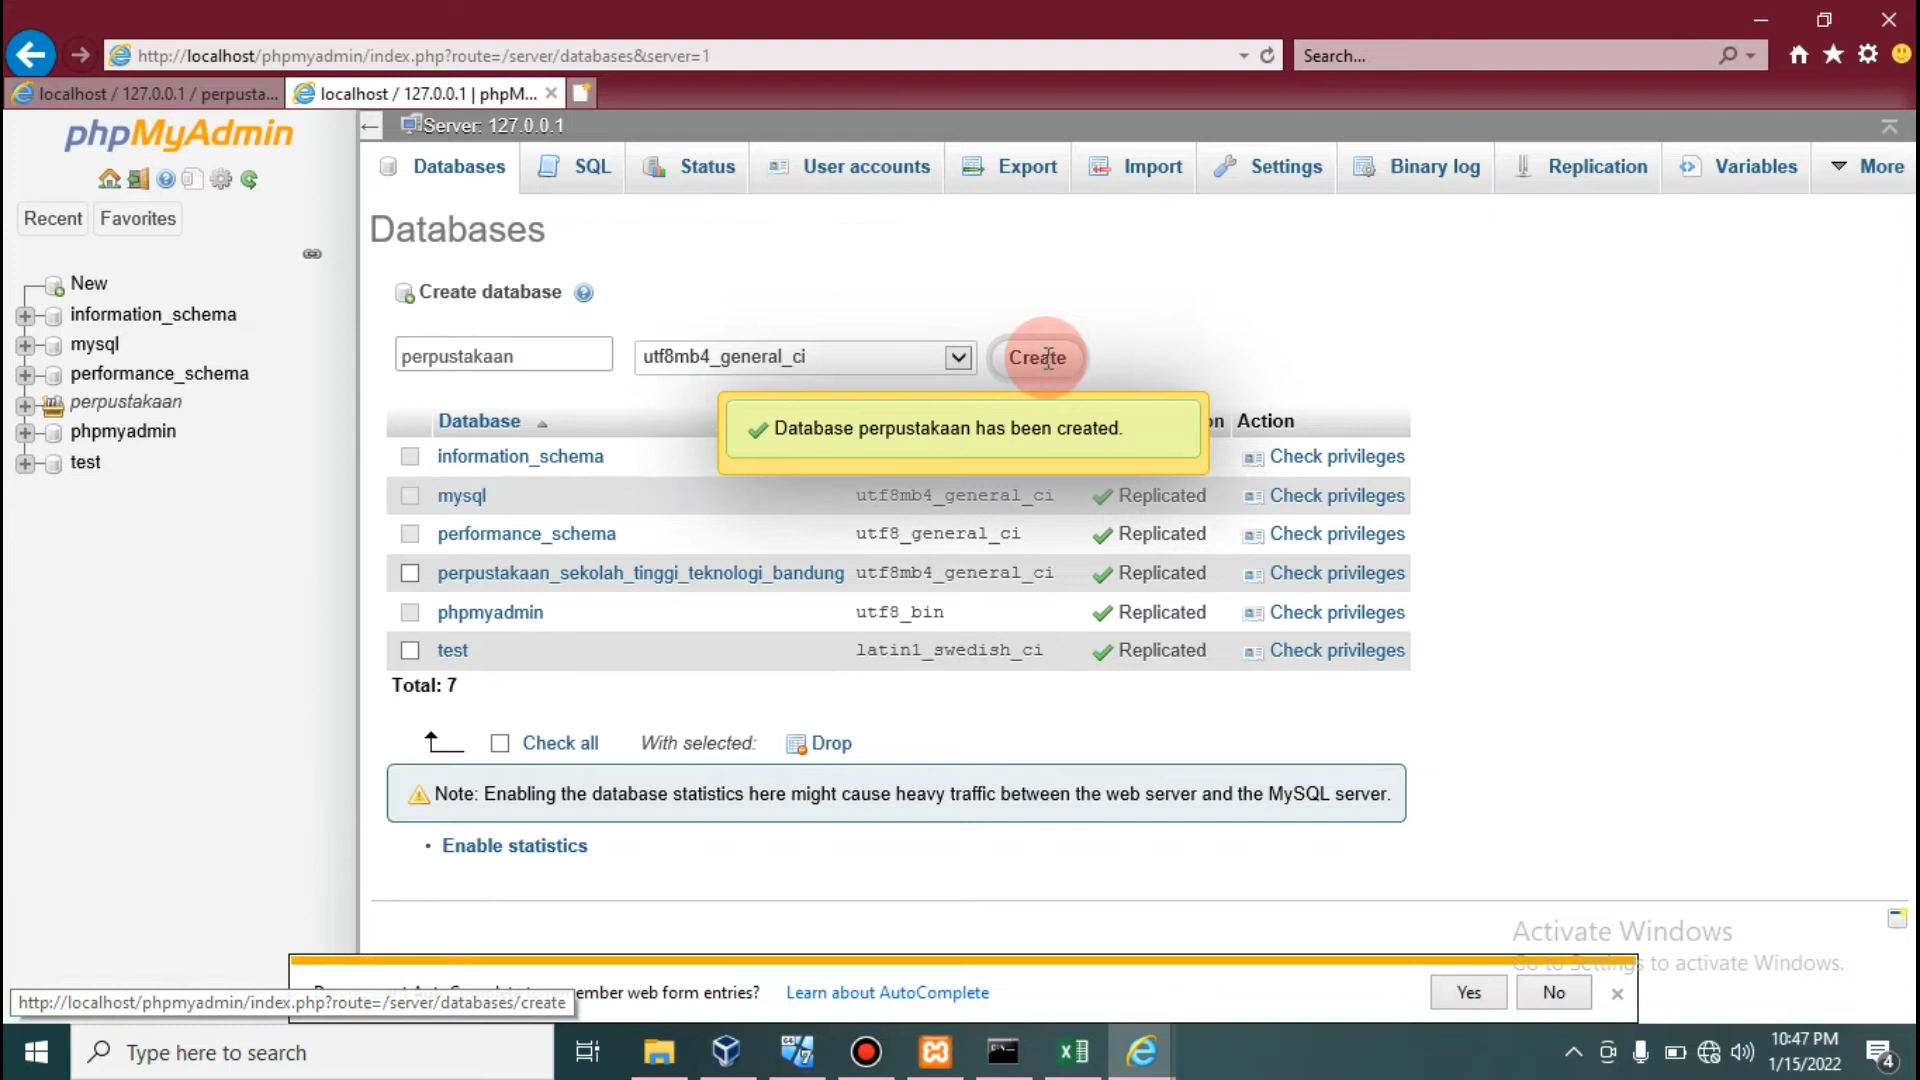 http://localhost/phpmyadmin/index.php?route=/server/databases&server=1
Search...
localhost / 127.0.0.1 / perpusta...
localhost / 127.0.0.1 | phpM...
phpMyAdmin
Server: 127.0.0.1
Databases
SQL
Status
User accounts
Export
Import
Settings
Binary log
Replication
Variables
More
Recent
Favorites
New
information_schema
mysql
performance_schema
perpustakaan
phpmyadmin
test
Databases
Create database
perpustakaan
utf8mb4_general_ci
Create
Database perpustakaan has been created.
Database
Action
information_schema
Check privileges
mysql utf8mb4_general_ci Replicated Check privileges
performance_schema utf8_general_ci Replicated Check privileges
perpustakaan_sekolah_tinggi_teknologi_bandung utf8mb4_general_ci Replicated Check privileges
phpmyadmin utf8_bin Replicated Check privileges
test latin1_swedish_ci Replicated Check privileges
Total: 7
Check all With selected: Drop
Note: Enabling the database statistics here might cause heavy traffic between the web server and the MySQL server.
Enable statistics
Activate Windows
Go to Settings to activate Windows.
web form entries? Learn about AutoComplete
Yes
No
http://localhost/phpmyadmin/index.php?route=/server/databases/create
Type here to search
10:47 PM
1/15/2022
4